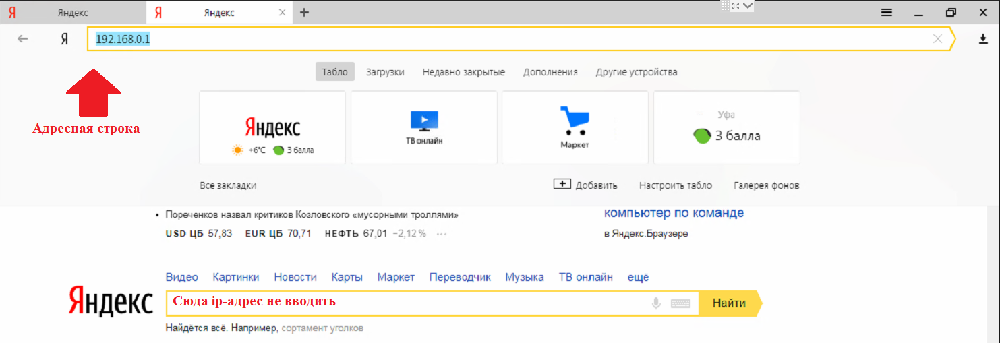 Я Яндекс Я Яндекс
Я 192.168.0.1
Табло Загрузки Недавно закрытые Дополнения Другие устройства
Адресная строка
Яндекс
+6°C 3 балла
ТВ онлайн
Маркет
Уфа
3 балла
Все закладки Добавить Настроить табло Галерея фонов
• Пореченков назвал критиков Козловского «мусорными троллями»
USD ЦБ 57,83 EUR ЦБ 70,71 НЕФТЬ 67,01 −2,12% ···
компьютер по команде
в Яндекс.Браузере
Видео Картинки Новости Карты Маркет Переводчик Музыка ТВ онлайн ещё
Яндекс Сюда ip-адрес не вводить Найти
Найдётся всё. Например, сортамент уголков